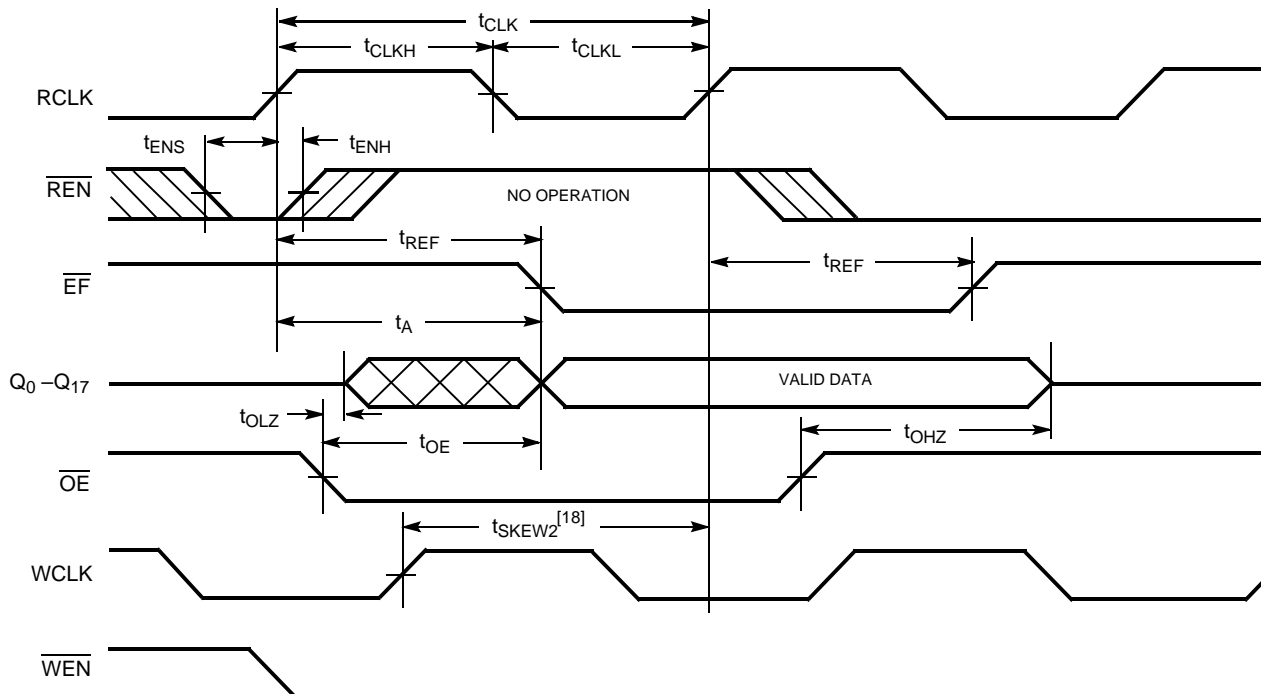 tCLK
tCLKH
tCLKL
RCLK
tENS
tENH
REN
NO OPERATION
tREF
tREF
EF
tA
Q0 –Q17
VALID DATA
tOLZ
tOE
tOHZ
OE
tSKEW2[18]
WCLK
WEN